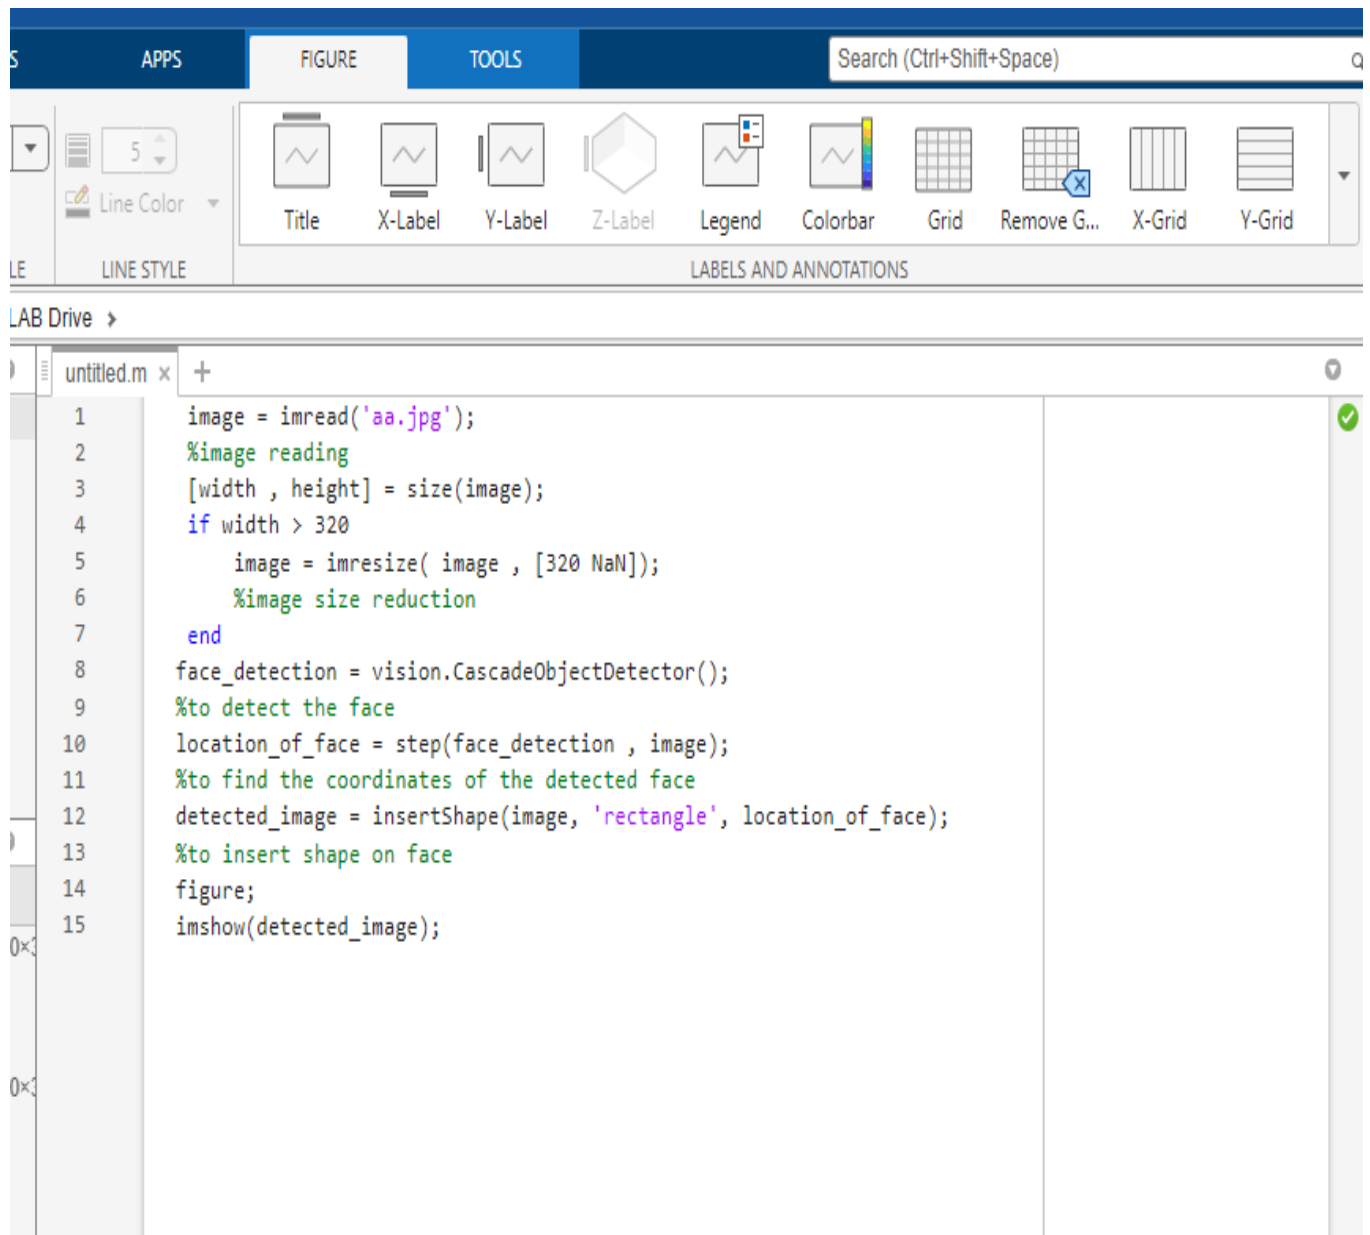 S APPS FIGURE TOOLS Search (Ctrl+Shift+Space)
5
Line Color
Title X-Label Y-Label Z-Label Legend Colorbar Grid Remove G... X-Grid Y-Grid
LE LINE STYLE LABELS AND ANNOTATIONS
LAB Drive >
untitled.m × +
1 image = imread('aa.jpg');
2 %image reading
3 [width , height] = size(image);
4 if width > 320
5 image = imresize( image , [320 NaN]);
6 %image size reduction
7 end
8 face_detection = vision.CascadeObjectDetector();
9 %to detect the face
10 location_of_face = step(face_detection , image);
11 %to find the coordinates of the detected face
12 detected_image = insertShape(image, 'rectangle', location_of_face);
13 %to insert shape on face
14 figure;
15 imshow(detected_image);
0×3
0×3